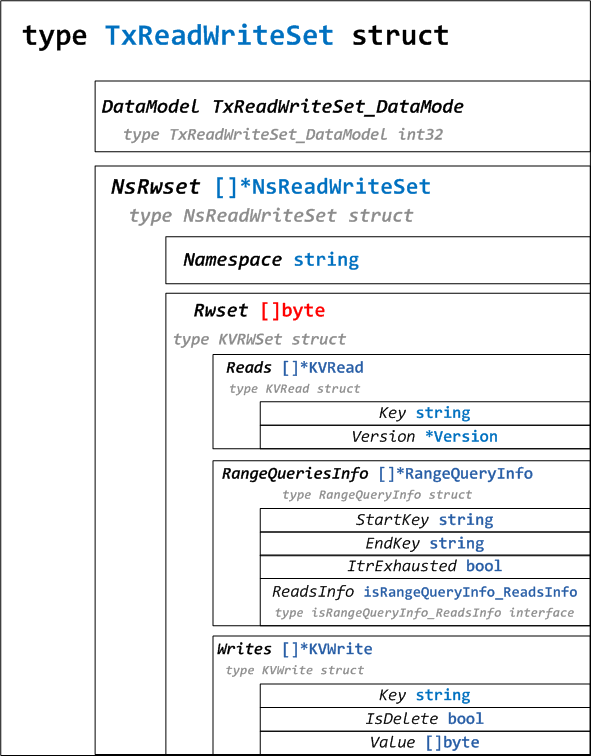 type TxReadWriteSet struct
DataModel TxReadWriteSet_DataMode
type TxReadWriteSet_DataModel int32
NsRwset []*NsReadWriteSet
type NsReadWriteSet struct
Namespace string
Rwset []byte
type KVRWSet struct
Reads []*KVRead
type KVRead struct
Key string
Version *Version
RangeQueriesInfo []*RangeQueryInfo
type RangeQueryInfo struct
StartKey string
EndKey string
ItrExhausted bool
ReadsInfo isRangeQueryInfo_ReadsInfo
type isRangeQueryInfo_ReadsInfo interface
Writes []*KVWrite
type KVWrite struct
Key string
IsDelete bool
Value []byte